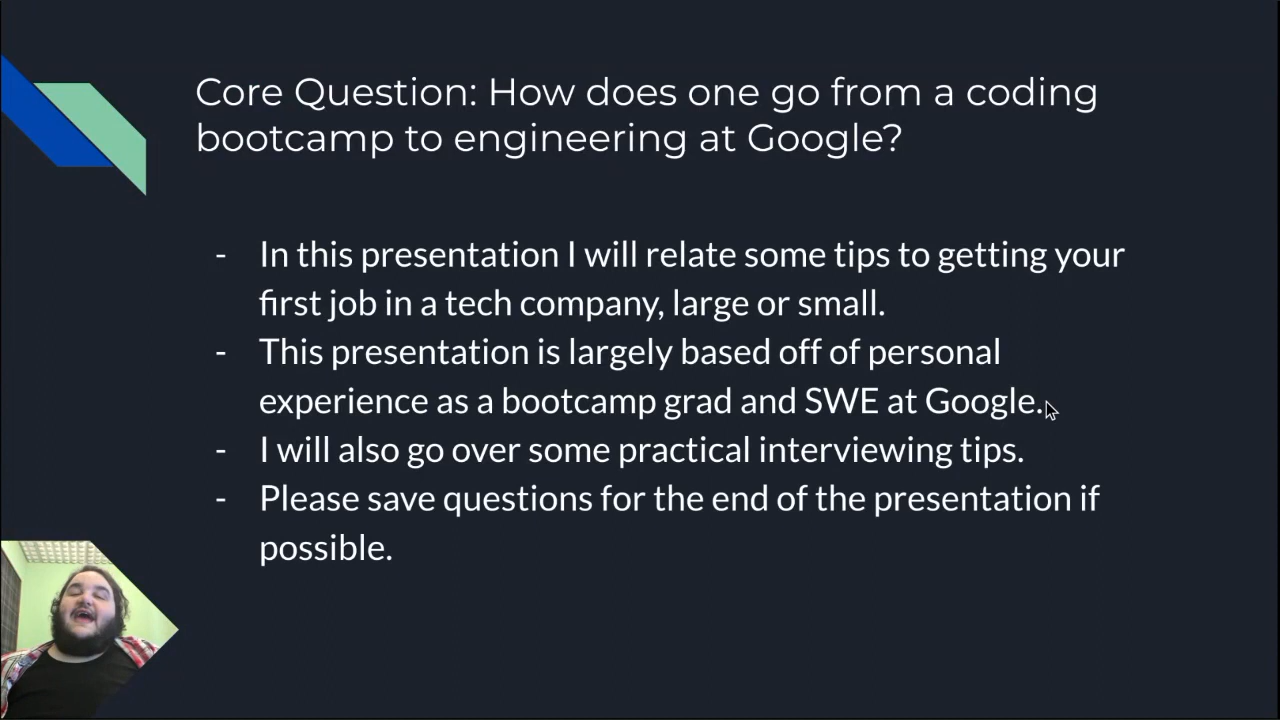 Core Question: How does one go from a coding
bootcamp to engineering at Google?
- In this presentation I will relate some tips to getting your
first job in a tech company, large or small.
- This presentation is largely based off of personal
experience as a bootcamp grad and SWE at Google.
- I will also go over some practical interviewing tips.
- Please save questions for the end of the presentation if
possible.